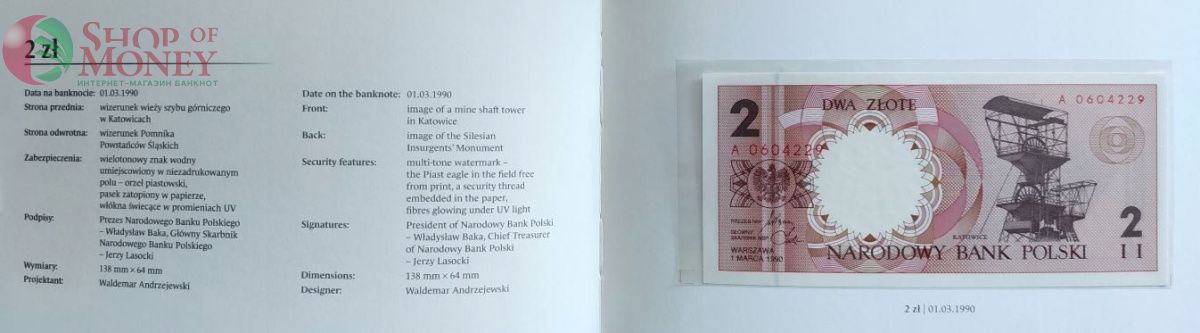 SHOP OF
MONEY
ИНТЕРНЕТ-МАГАЗИН БАНКНОТ
2 zł
Data na banknocie: 01.03.1990
Strona przednia: wizerunek wieży szybu górniczego
w Katowicach
Strona odwrotna: wizerunek Pomnika
Powstańców Śląskich
Zabezpieczenia: wielotonowy znak wodny
umiejscowiony w niezadrukowanym
polu – orzeł piastowski,
pasek zatopiony w papierze,
włókna świecące w promieniach UV
Podpisy: Prezes Narodowego Banku Polskiego
– Władysław Baka, Główny Skarbnik
Narodowego Banku Polskiego
– Jerzy Lasocki
Wymiary: 138 mm × 64 mm
Projektant: Waldemar Andrzejewski
Date on the banknote: 01.03.1990
Front: image of a mine shaft tower
in Katowice
Back: image of the Silesian
Insurgents' Monument
Security features: multi-tone watermark –
the Piast eagle in the field free
from print, a security thread
embedded in the paper,
fibres glowing under UV light
Signatures: President of Narodowy Bank Polski
– Władysław Baka, Chief Treasurer
of Narodowy Bank Polski
– Jerzy Lasocki
Dimensions: 138 mm × 64 mm
Designer: Waldemar Andrzejewski
2
DWA ZŁOTE
A 0604229
A 0604229
PREZES NBP
GŁÓWNY
SKARBNIK NBP
WARSZAWA
1 MARCA 1990
KATOWICE
NARODOWY BANK POLSKI
2
2 zł | 01.03.1990